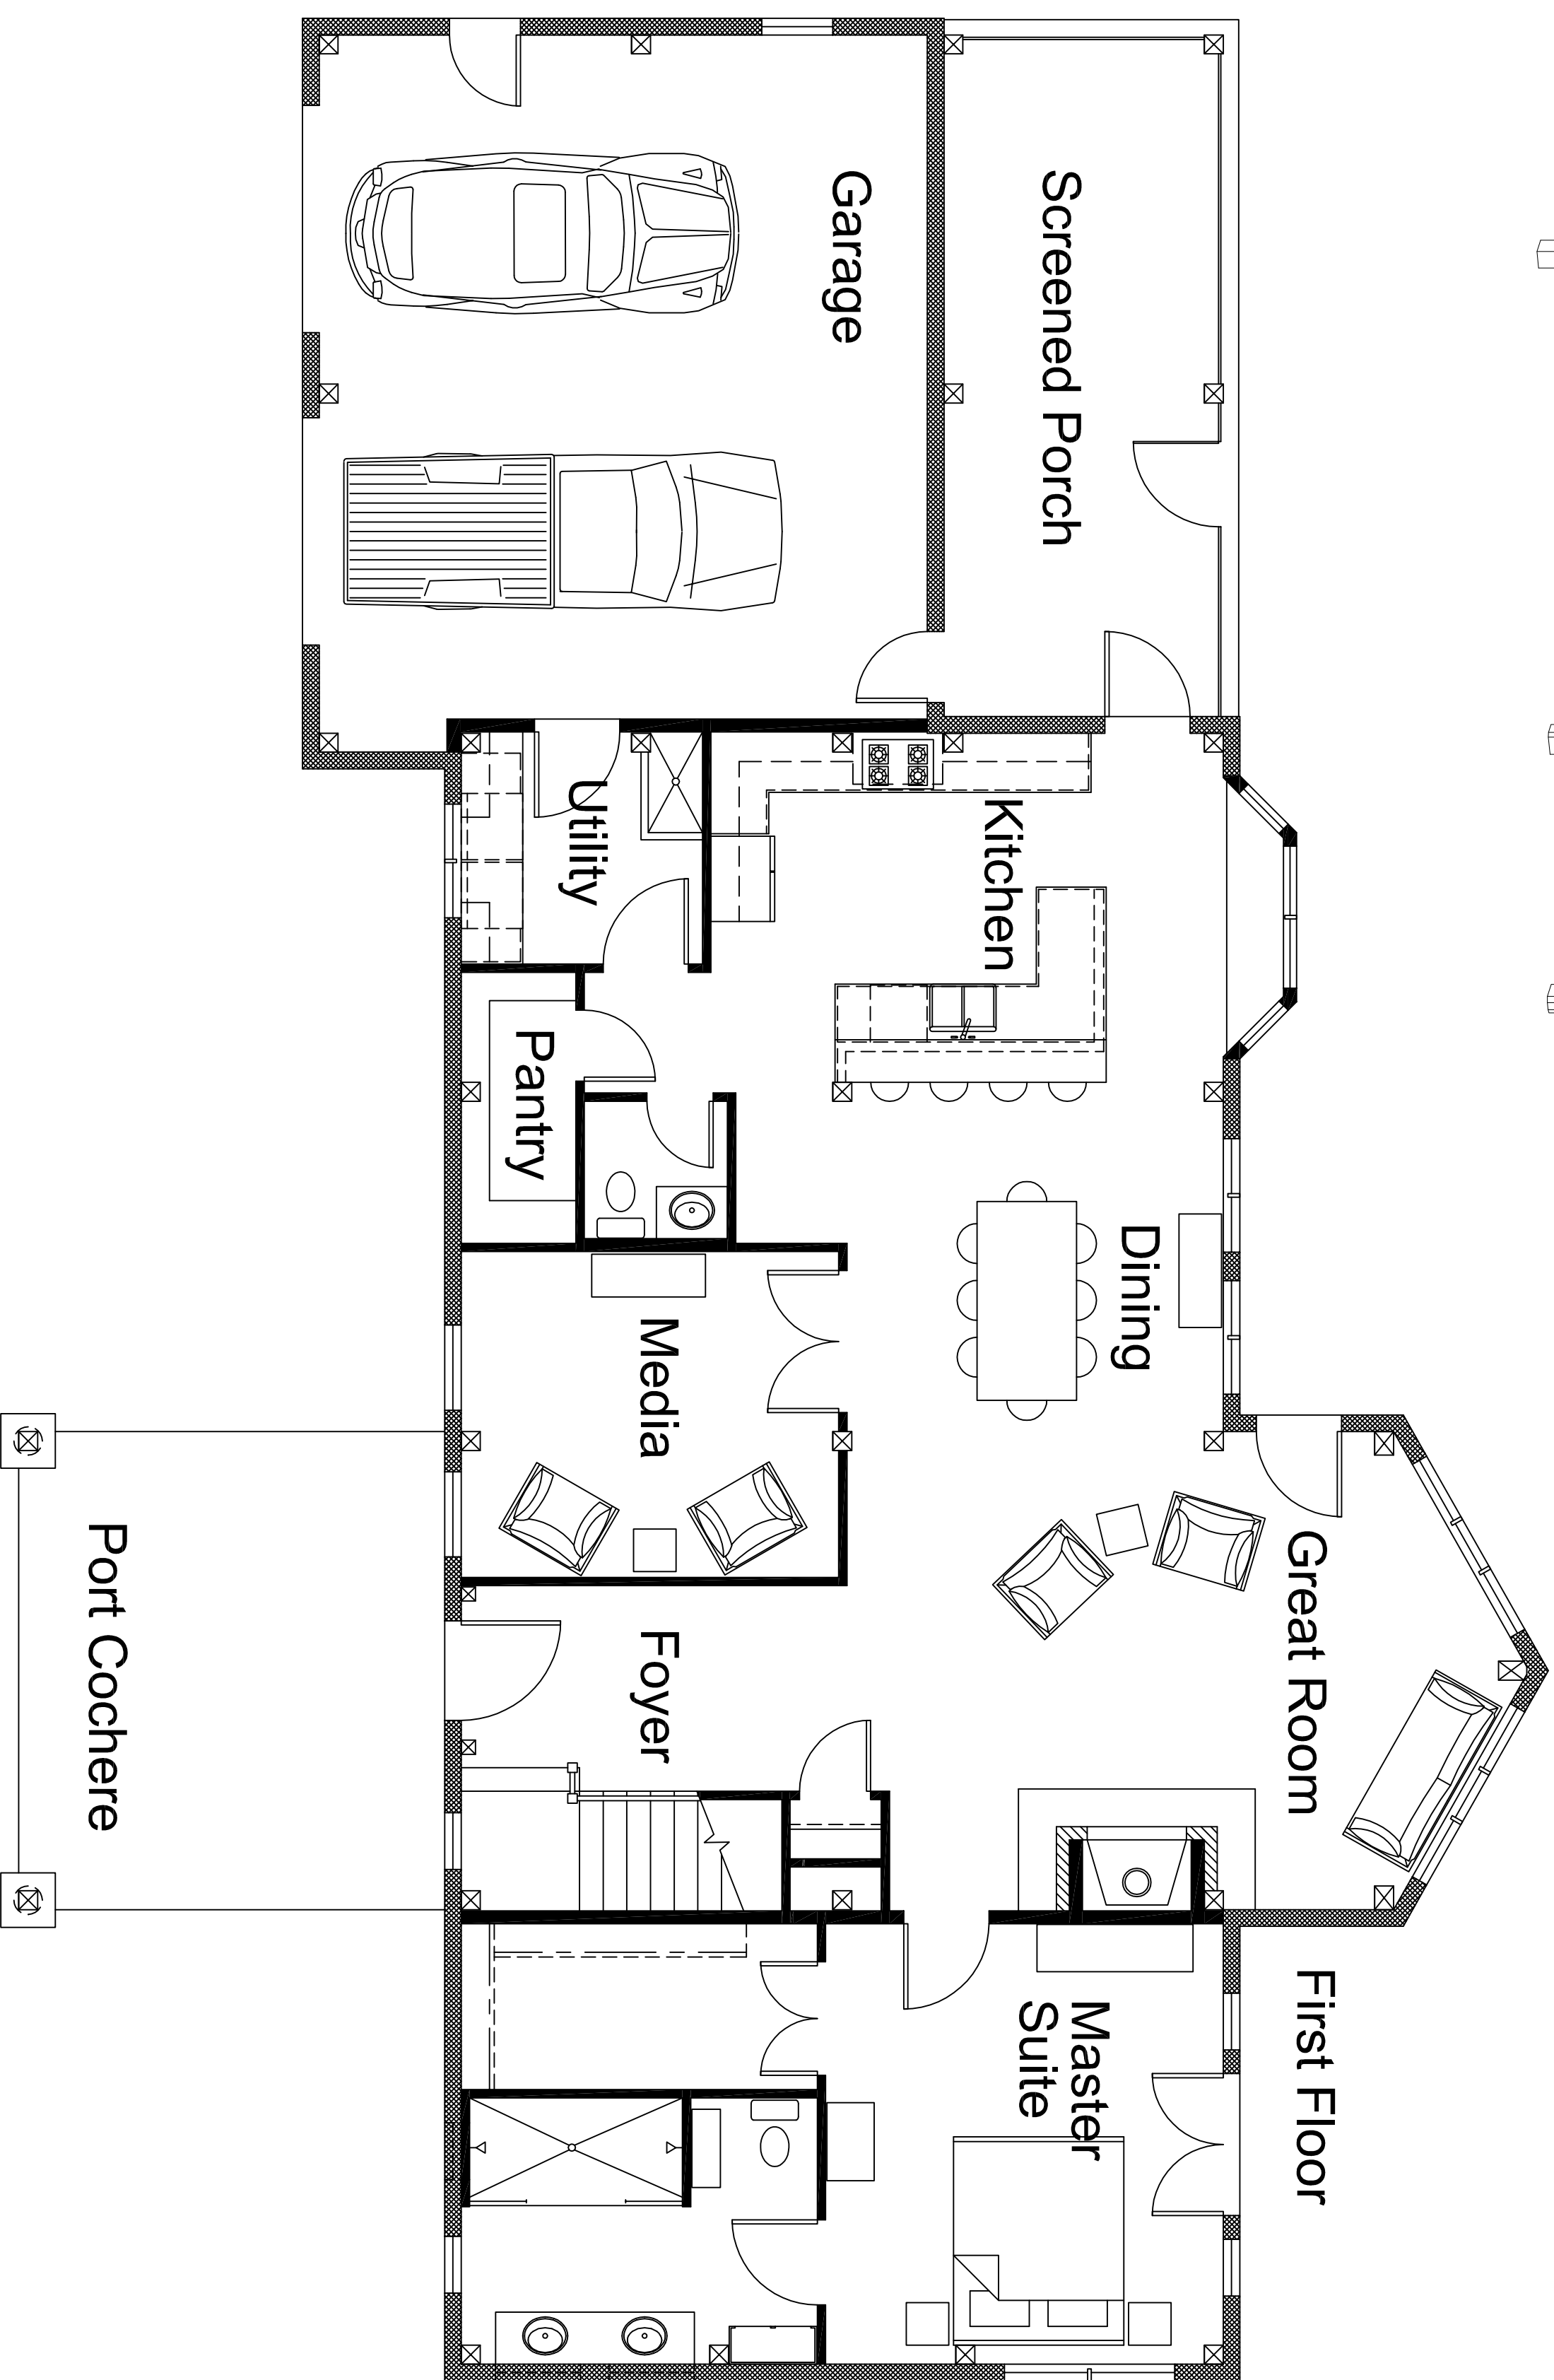 First Floor
Screened Porch
Garage
Kitchen
Utility
Pantry
Dining
Media
Great Room
Foyer
Port Cochere
Master
Suite